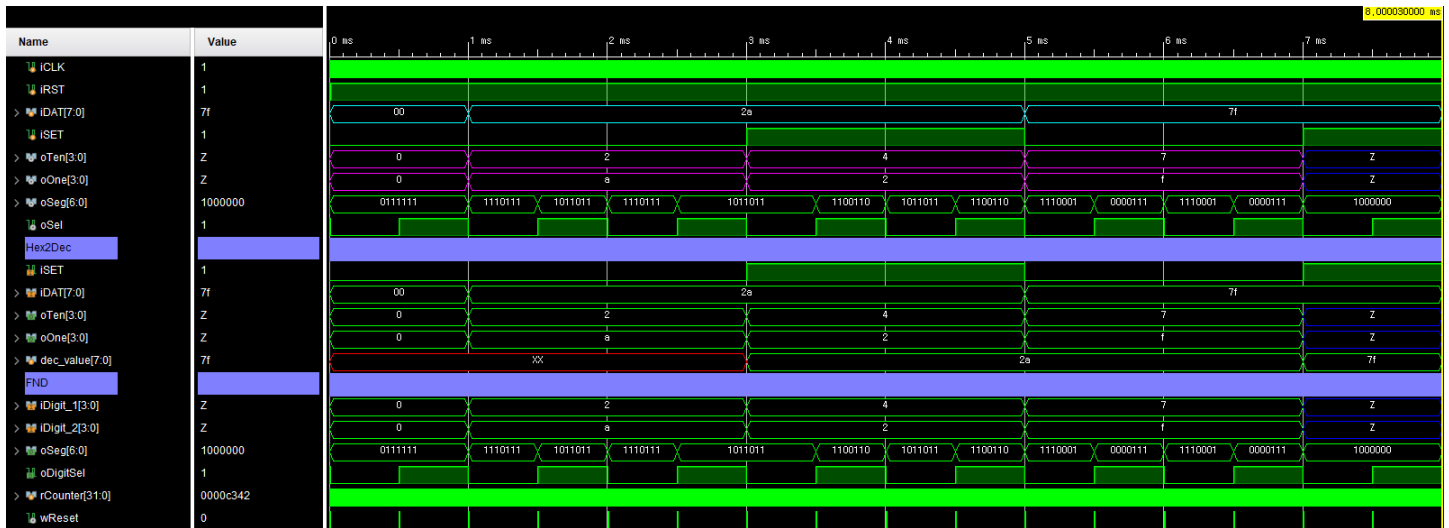 8,000030000 ms
Name Value 0 ms 1 ms 2 ms 3 ms 4 ms 5 ms 6 ms 7 ms
iCLK 1
iRST 1
iDAT[7:0] 7f 00 2a 7f
iSET 1
oTen[3:0] Z 0 2 4 7 Z
oOne[3:0] Z 0 a 2 f Z
oSeg[6:0] 1000000 0111111 1110111 1011011 1110111 1011011 1100110 1011011 1100110 1110001 0000111 1110001 0000111 1000000
oSel 1
Hex2Dec
iSET 1
iDAT[7:0] 7f 00 2a 7f
oTen[3:0] Z 0 2 4 7 Z
oOne[3:0] Z 0 a 2 f Z
dec_value[7:0] 7f XX 2a 7f
FND
iDigit_1[3:0] Z 0 2 4 7 Z
iDigit_2[3:0] Z 0 a 2 f Z
oSeg[6:0] 1000000 0111111 1110111 1011011 1110111 1011011 1100110 1011011 1100110 1110001 0000111 1110001 0000111 1000000
oDigitSel 1
rCounter[31:0] 0000c342
wReset 0